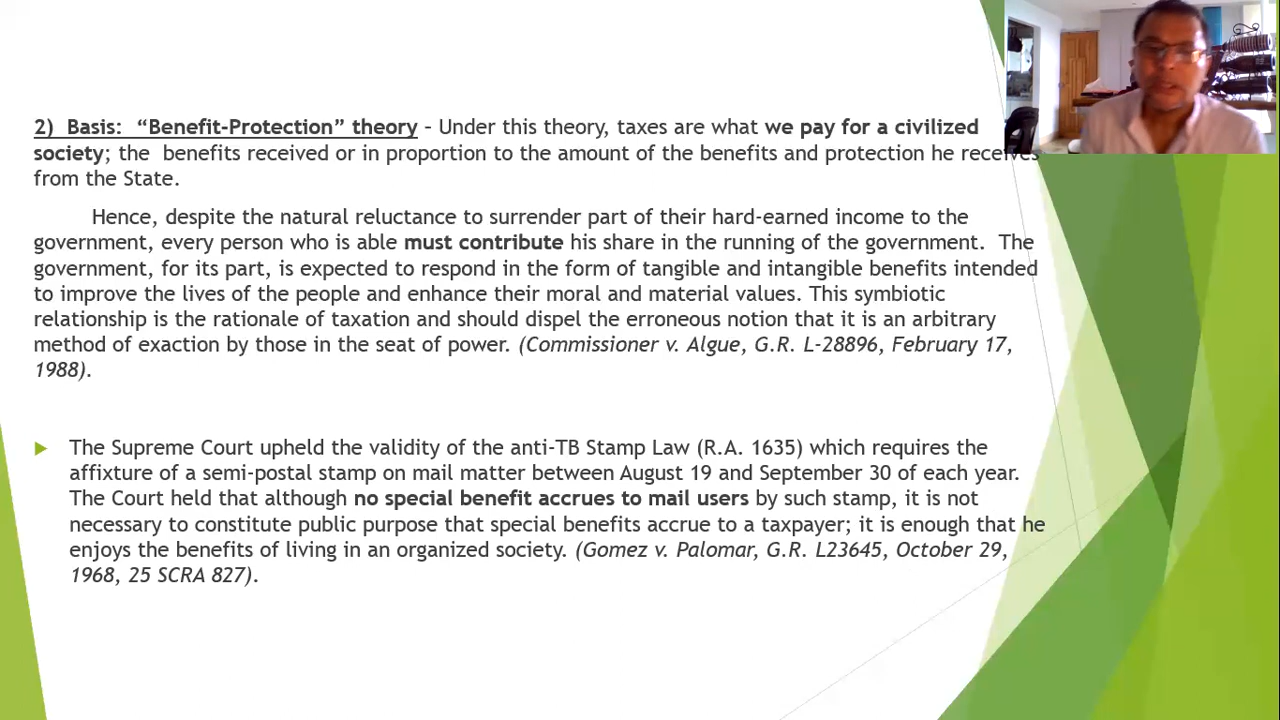 2) Basis: “Benefit-Protection” theory – Under this theory, taxes are what we pay for a civilized
society; the benefits received or in proportion to the amount of the benefits and protection he receives
from the State.
Hence, despite the natural reluctance to surrender part of their hard-earned income to the
government, every person who is able must contribute his share in the running of the government. The
government, for its part, is expected to respond in the form of tangible and intangible benefits intended
to improve the lives of the people and enhance their moral and material values. This symbiotic
relationship is the rationale of taxation and should dispel the erroneous notion that it is an arbitrary
method of exaction by those in the seat of power. (Commissioner v. Algue, G.R. L-28896, February 17,
1988).
The Supreme Court upheld the validity of the anti-TB Stamp Law (R.A. 1635) which requires the
affixture of a semi-postal stamp on mail matter between August 19 and September 30 of each year.
The Court held that although no special benefit accrues to mail users by such stamp, it is not
necessary to constitute public purpose that special benefits accrue to a taxpayer; it is enough that he
enjoys the benefits of living in an organized society. (Gomez v. Palomar, G.R. L23645, October 29,
1968, 25 SCRA 827).